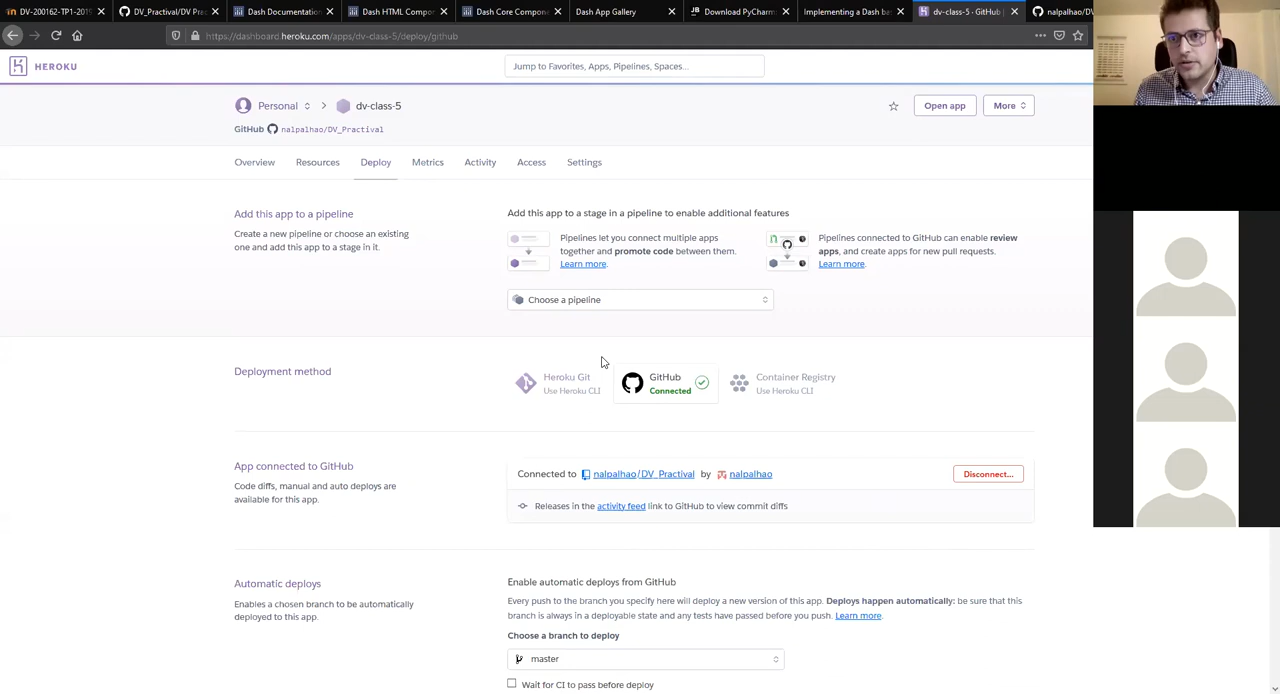 DV-200162-TP1-2019
DV_Practival/DV Prac
Dash Documentation
Dash HTML Compon
Dash Core Componen
Dash App Gallery
Download PyCharm
Implementing a Dash bas
dv-class-5 · GitHub |
nalpalhao/DV
https://dashboard.heroku.com/apps/dv-class-5/deploy/github
HEROKU
Jump to Favorites, Apps, Pipelines, Spaces...
Personal
dv-class-5
Open app
More
GitHub nalpalhao/DV_Practival
Overview
Resources
Deploy
Metrics
Activity
Access
Settings
Add this app to a pipeline
Create a new pipeline or choose an existing
one and add this app to a stage in it.
Add this app to a stage in a pipeline to enable additional features
Pipelines let you connect multiple apps
together and promote code between them.
Learn more.
Pipelines connected to GitHub can enable review
apps, and create apps for new pull requests.
Learn more.
Choose a pipeline
Deployment method
Heroku Git
Use Heroku CLI
GitHub
Connected
Container Registry
Use Heroku CLI
App connected to GitHub
Code diffs, manual and auto deploys are
available for this app.
Connected to nalpalhao/DV_Practival by nalpalhao
Disconnect...
Releases in the activity feed link to GitHub to view commit diffs
Automatic deploys
Enables a chosen branch to be automatically
deployed to this app.
Enable automatic deploys from GitHub
Every push to the branch you specify here will deploy a new version of this app. Deploys happen automatically: be sure that
this branch is always in a deployable state and any tests have passed before you push. Learn more.
Choose a branch to deploy
master
Wait for CI to pass before deploy